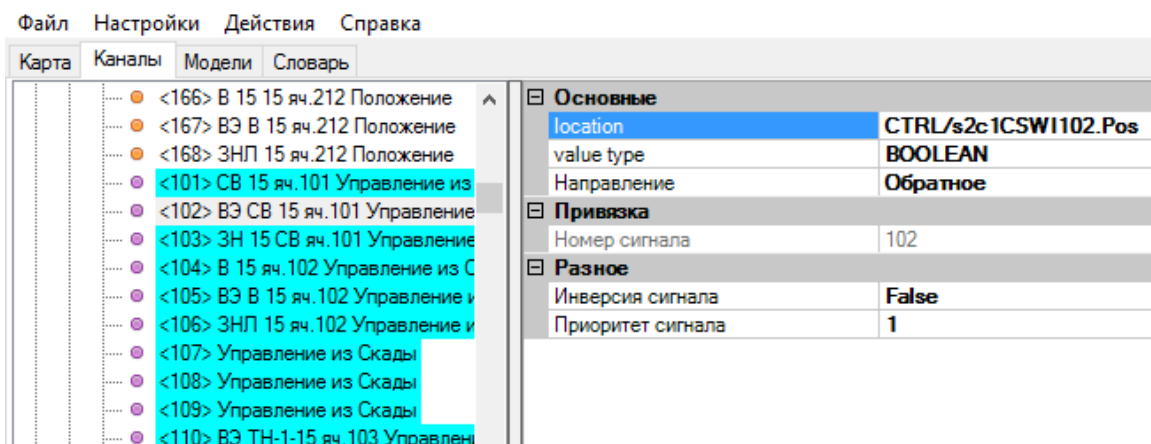 Файл Настройки Действия Справка
Карта Каналы Модели Словарь
<166> В 15 15 яч.212 Положение
<167> ВЭ В 15 яч.212 Положение
<168> ЗНЛ 15 яч.212 Положение
<101> СВ 15 яч.101 Управление из
<102> ВЭ СВ 15 яч.101 Управление
<103> ЗН 15 СВ яч.101 Управление
<104> В 15 яч.102 Управление из С
<105> ВЭ В 15 яч.102 Управление и
<106> ЗНЛ 15 яч.102 Управление и
<107> Управление из Скады
<108> Управление из Скады
<109> Управление из Скады
<110> ВЭ ТН-1-15 яч.103 Управлени
Основные
location CTRL/s2c1CSWI102.Pos
value type BOOLEAN
Направление Обратное
Привязка
Номер сигнала 102
Разное
Инверсия сигнала False
Приоритет сигнала 1